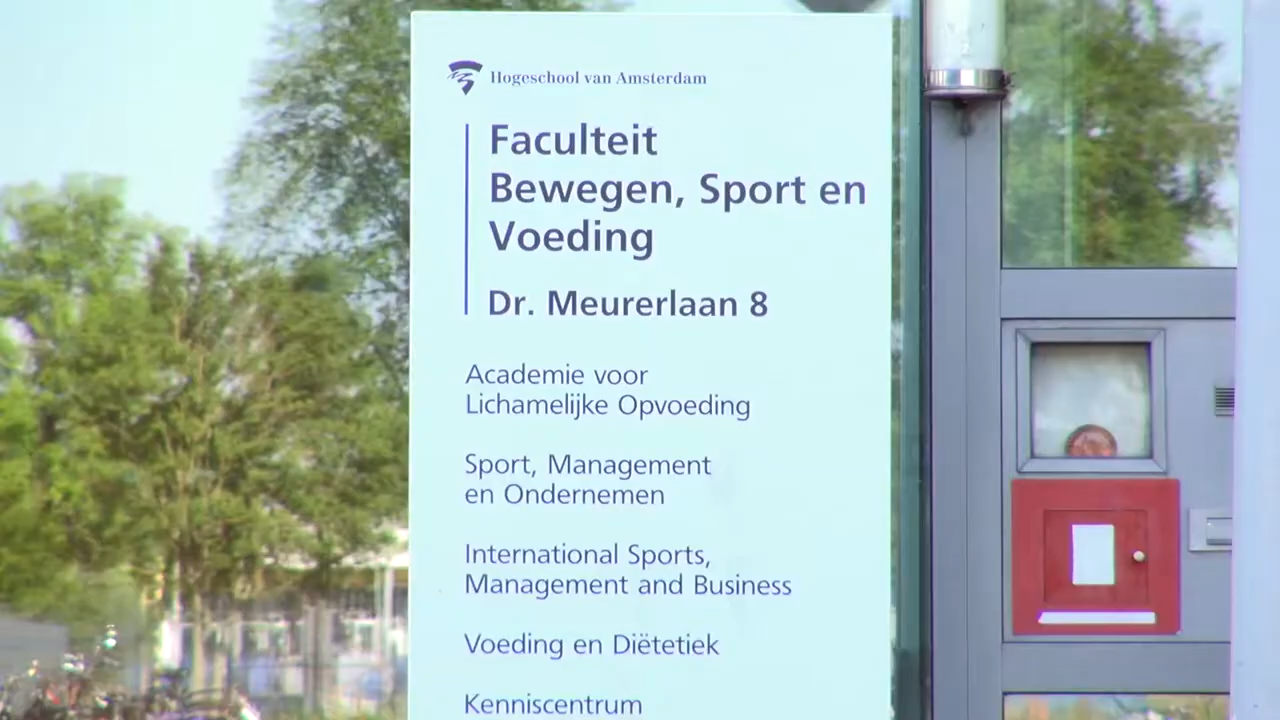 Hogeschool van Amsterdam
Faculteit
Bewegen, Sport en
Voeding
Dr. Meurerlaan 8
Academie voor
Lichamelijke Opvoeding
Sport, Management
en Ondernemen
International Sports,
Management and Business
Voeding en Diëtetiek
Kenniscentrum